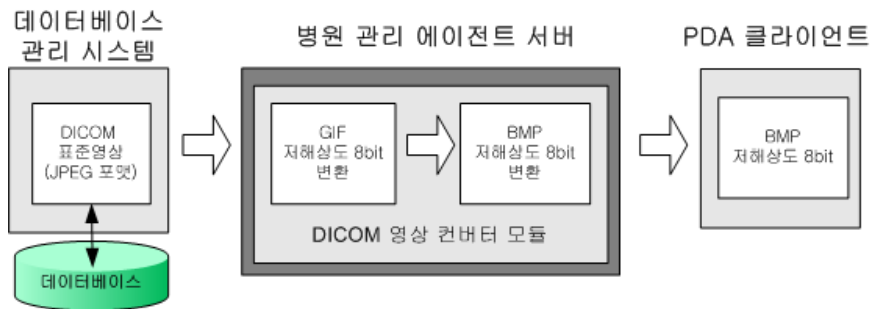 데이터베이스
관리 시스템
DICOM
표준영상
(JPEG 포맷)
데이터베이스
병원 관리 에이전트 서버
GIF
저해상도 8bit
변환
BMP
저해상도 8bit
변환
DICOM 영상 컨버터 모듈
PDA 클라이언트
BMP
저해상도 8bit